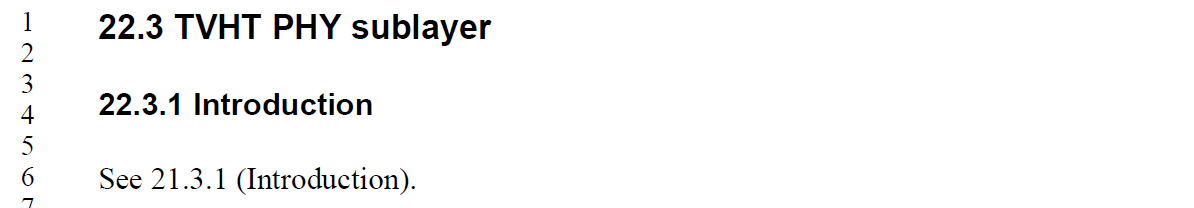 1 22.3 TVHT PHY sublayer
2
3
4 22.3.1 Introduction
5
6 See 21.3.1 (Introduction).
7